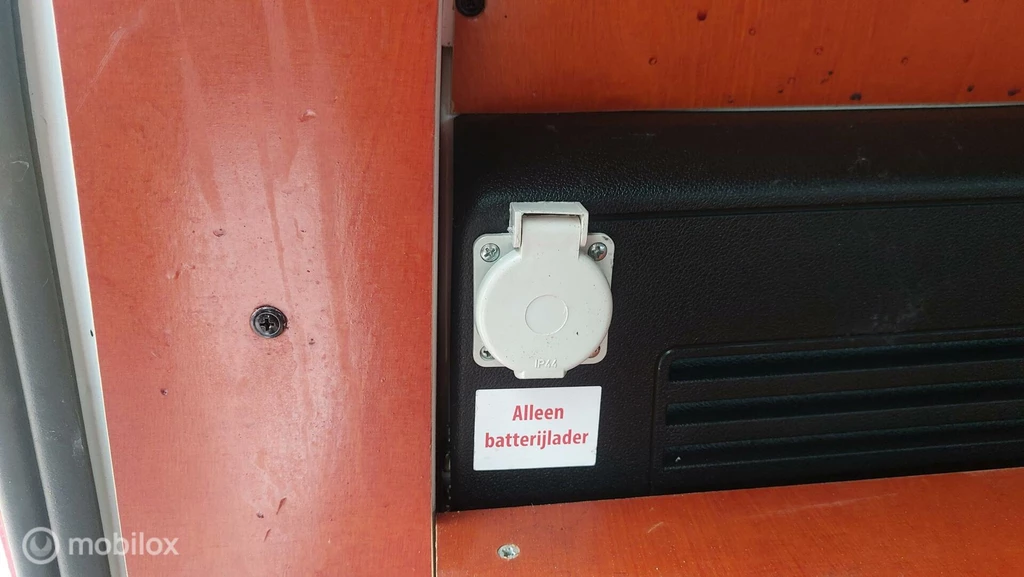 IP44
Alleen
batterijlader
mobilox